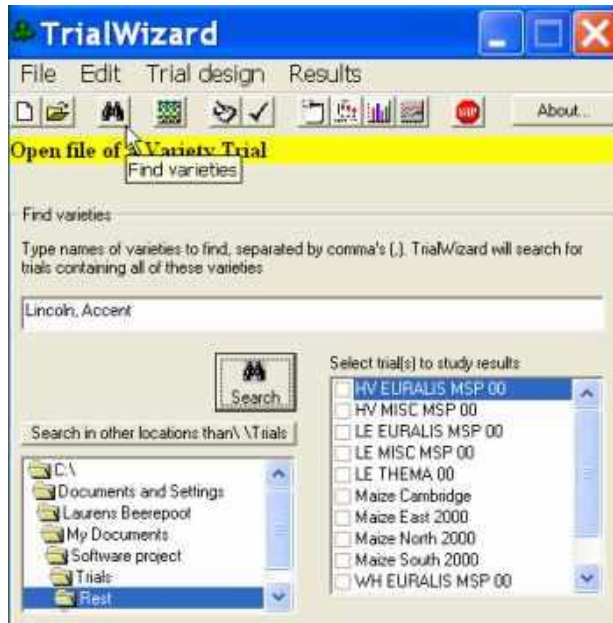 TrialWizard
File Edit Trial design Results
STOP
About...
Open file of a Variety Trial
Find varieties
Find varieties
Type names of varieties to find, separated by comma's (,). TrialWizard will search for
trials containing all of these varieties
Lincoln, Accent
Search
Search in other locations than\ \Trials
C:\
Documents and Settings
Laurens Beerepoot
My Documents
Software project
Trials
Rest
Select trial(s) to study results
HV EURALIS MSP 00
HV MISC MSP 00
LE EURALIS MSP 00
LE MISC MSP 00
LE THEMA 00
Maize Cambridge
Maize East 2000
Maize North 2000
Maize South 2000
WH EURALIS MSP 00